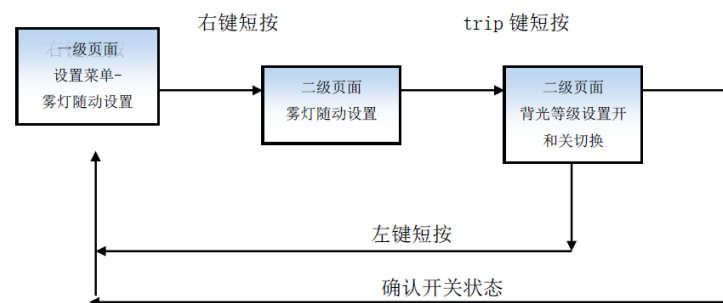 右键短按
trip 键短按
一级页面
设置菜单-
雾灯随动设置
二级页面
雾灯随动设置
二级页面
背光等级设置开
和关切换
左键短按
确认开关状态